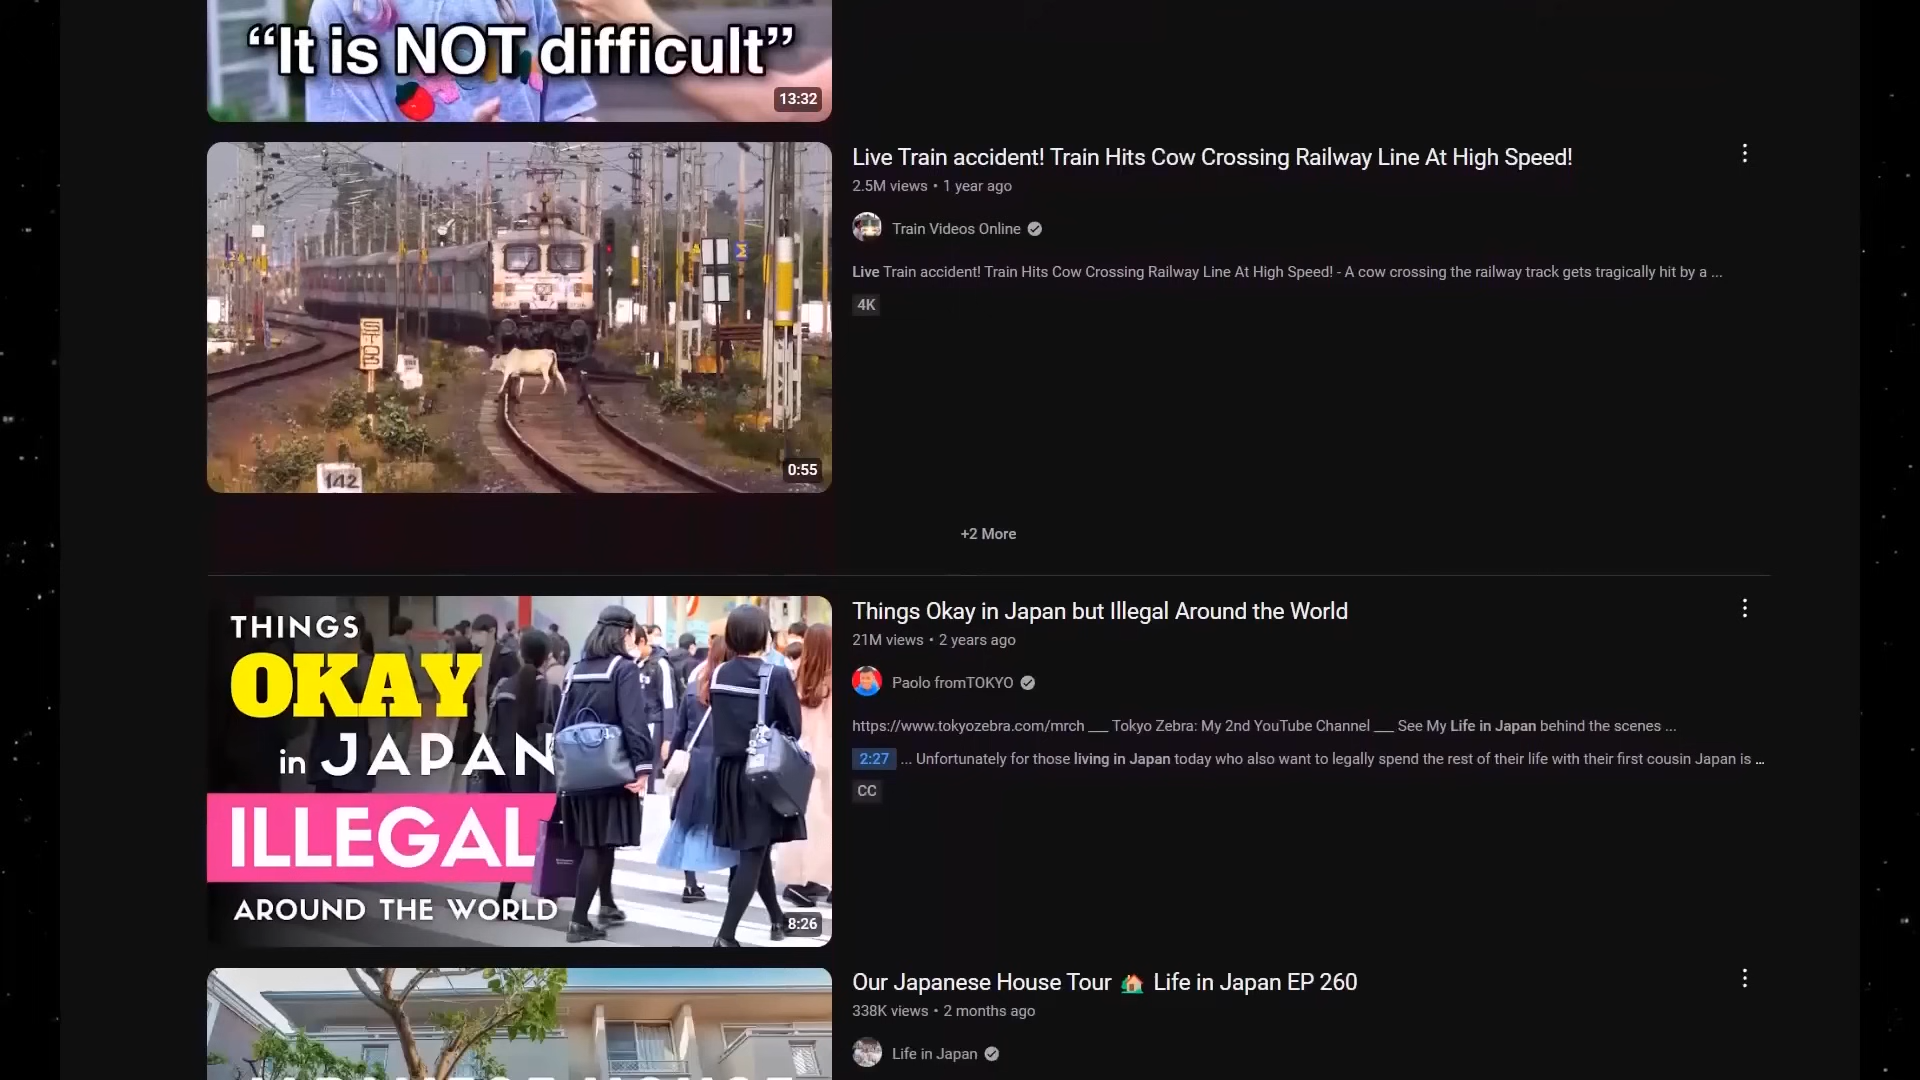 “It is NOT difficult”
13:32
Live Train accident! Train Hits Cow Crossing Railway Line At High Speed!
2.5M views • 1 year ago
Train Videos Online
Live Train accident! Train Hits Cow Crossing Railway Line At High Speed! - A cow crossing the railway track gets tragically hit by a ...
4K
STOP
142
0:55
+2 More
THINGS
OKAY
in JAPAN
ILLEGAL
AROUND THE WORLD
8:26
Things Okay in Japan but Illegal Around the World
21M views • 2 years ago
Paolo fromTOKYO
https://www.tokyozebra.com/mrch ___ Tokyo Zebra: My 2nd YouTube Channel ___ See My Life in Japan behind the scenes ...
2:27 ... Unfortunately for those living in Japan today who also want to legally spend the rest of their life with their first cousin Japan is ...
CC
Our Japanese House Tour 🏠 Life in Japan EP 260
338K views • 2 months ago
Life in Japan